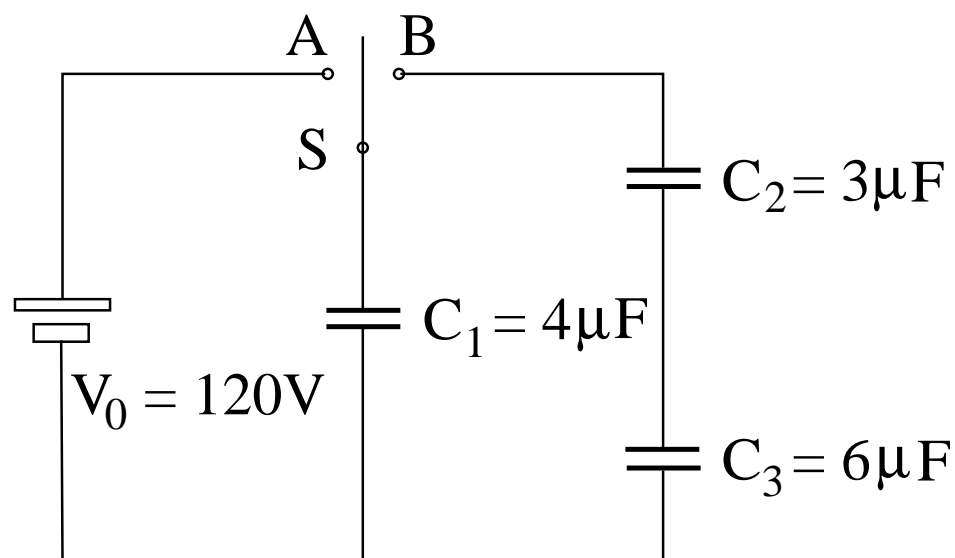 A B
S
C₂ = 3μF
C₁ = 4μF
V₀ = 120V
C₃ = 6μF